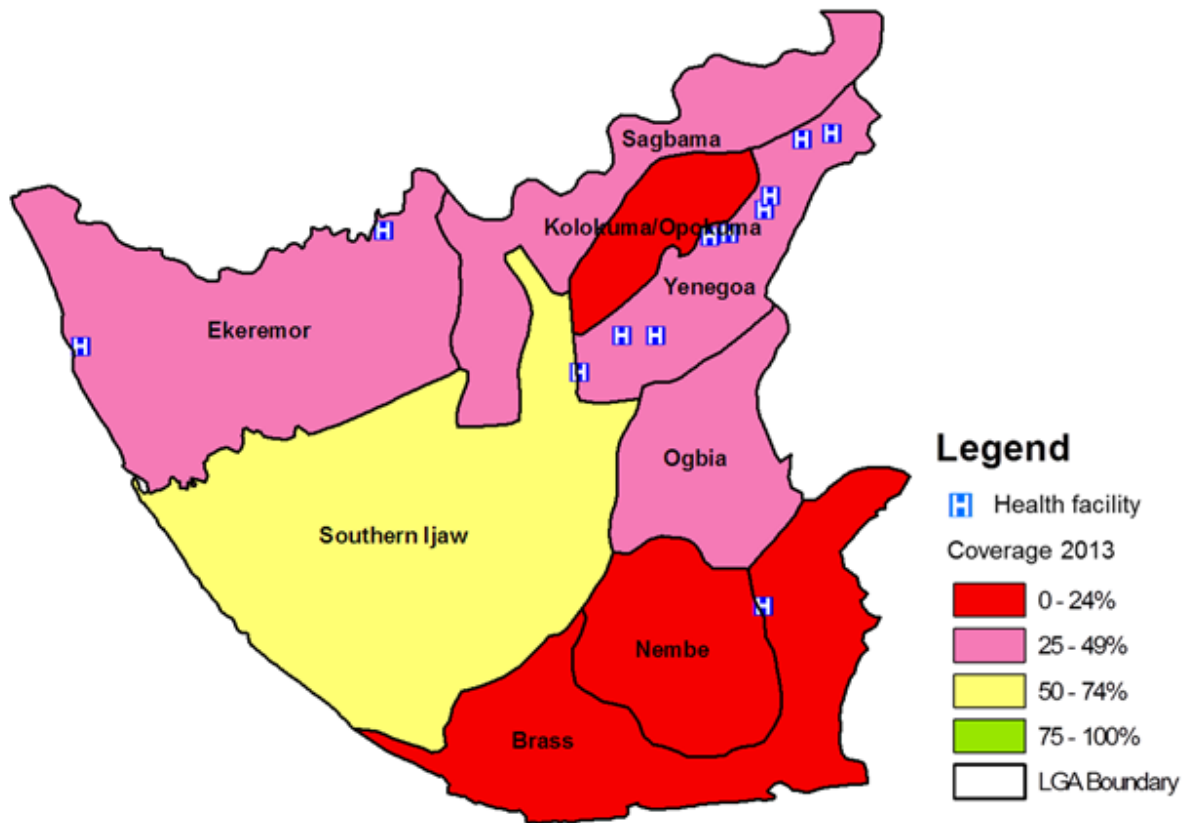 Sagbama
Kolokuma/Opokuma
Yenegoa
Ekeremor
Ogbia
Southern Ijaw
Nembe
Brass
Legend
H Health facility
Coverage 2013
0 - 24%
25 - 49%
50 - 74%
75 - 100%
LGA Boundary